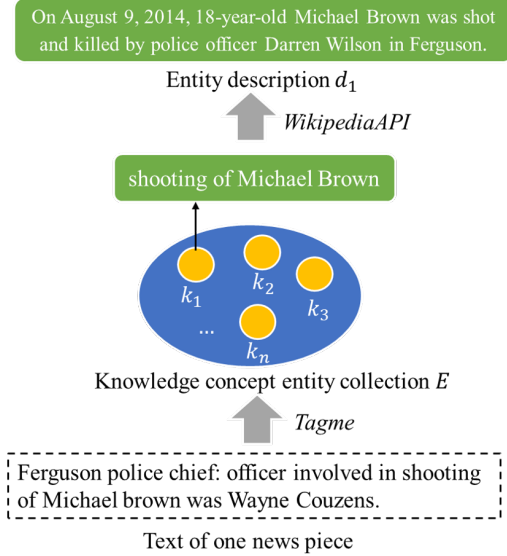 On August 9, 2014, 18-year-old Michael Brown was shot
and killed by police officer Darren Wilson in Ferguson.
Entity description d₁
WikipediaAPI
shooting of Michael Brown
k₁
k₂
k₃
...
kₙ
Knowledge concept entity collection E
Tagme
Ferguson police chief: officer involved in shooting
of Michael brown was Wayne Couzens.
Text of one news piece